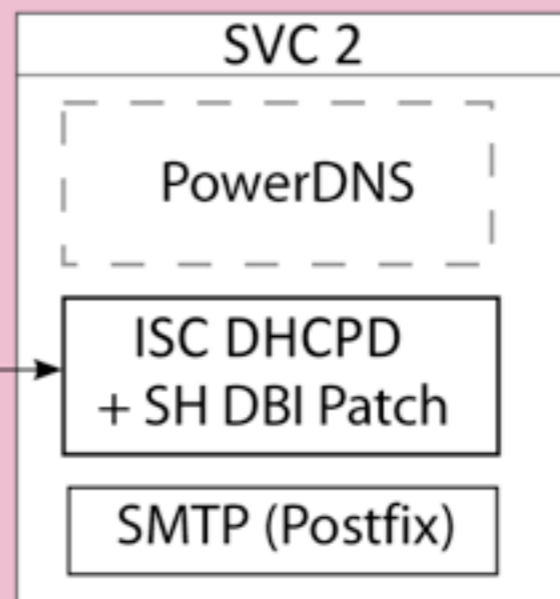 SVC 2
PowerDNS
ISC DHCPD
+ SH DBI Patch
SMTP (Postfix)